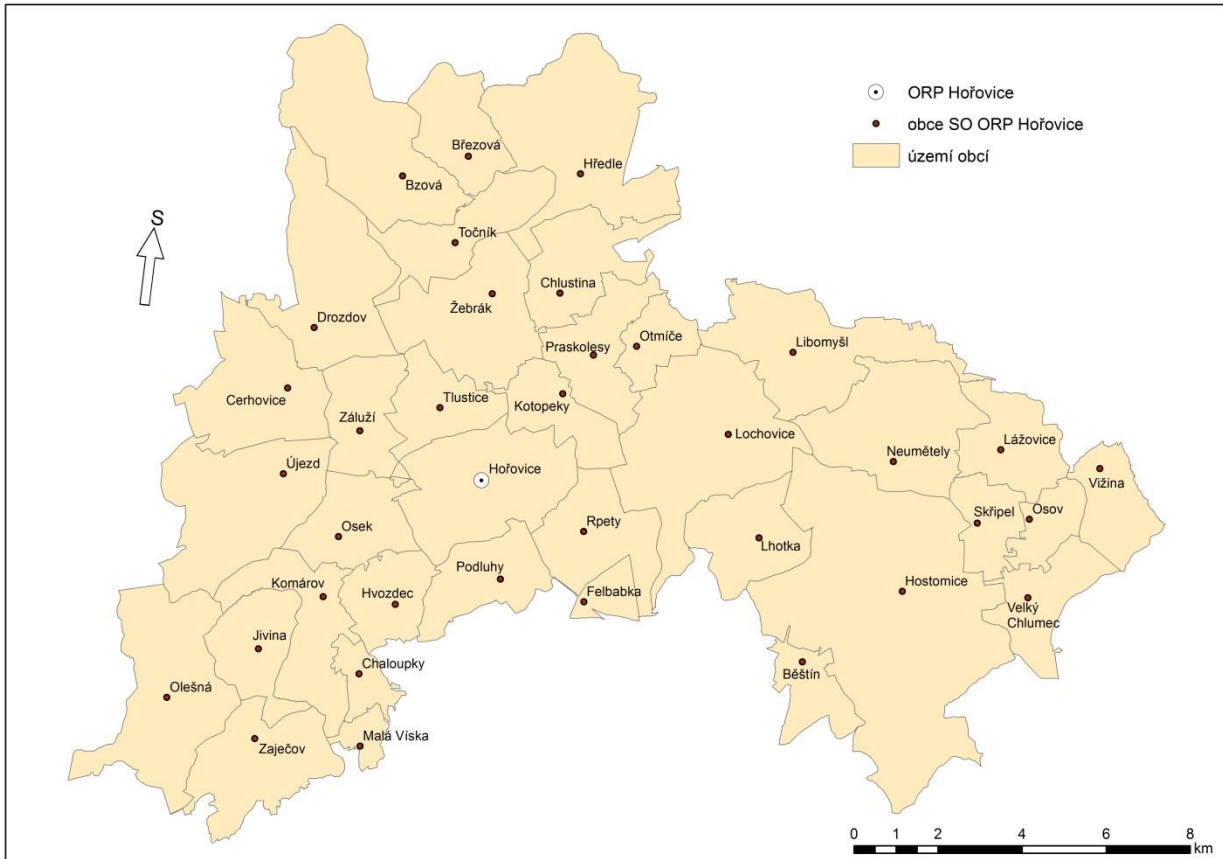 ORP Hořovice
obce SO ORP Hořovice
území obcí
S
Březová
Hředle
Bzová
Točník
Chlustina
Žebrák
Drozdov
Otmíče
Praskolesy
Libomyšl
Cerhovice
Tlustice
Kotopeky
Záluží
Lochovice
Lážovice
Neumětely
Újezd
Hořovice
Vižina
Skřipel
Osov
Osek
Rpety
Lhotka
Podluhy
Komárov
Hvozdec
Felbabka
Hostomice
Velký
Chlumec
Jivina
Chaloupky
Běštín
Olešná
Malá Víska
Zaječov
0 1 2 4 6 8
km